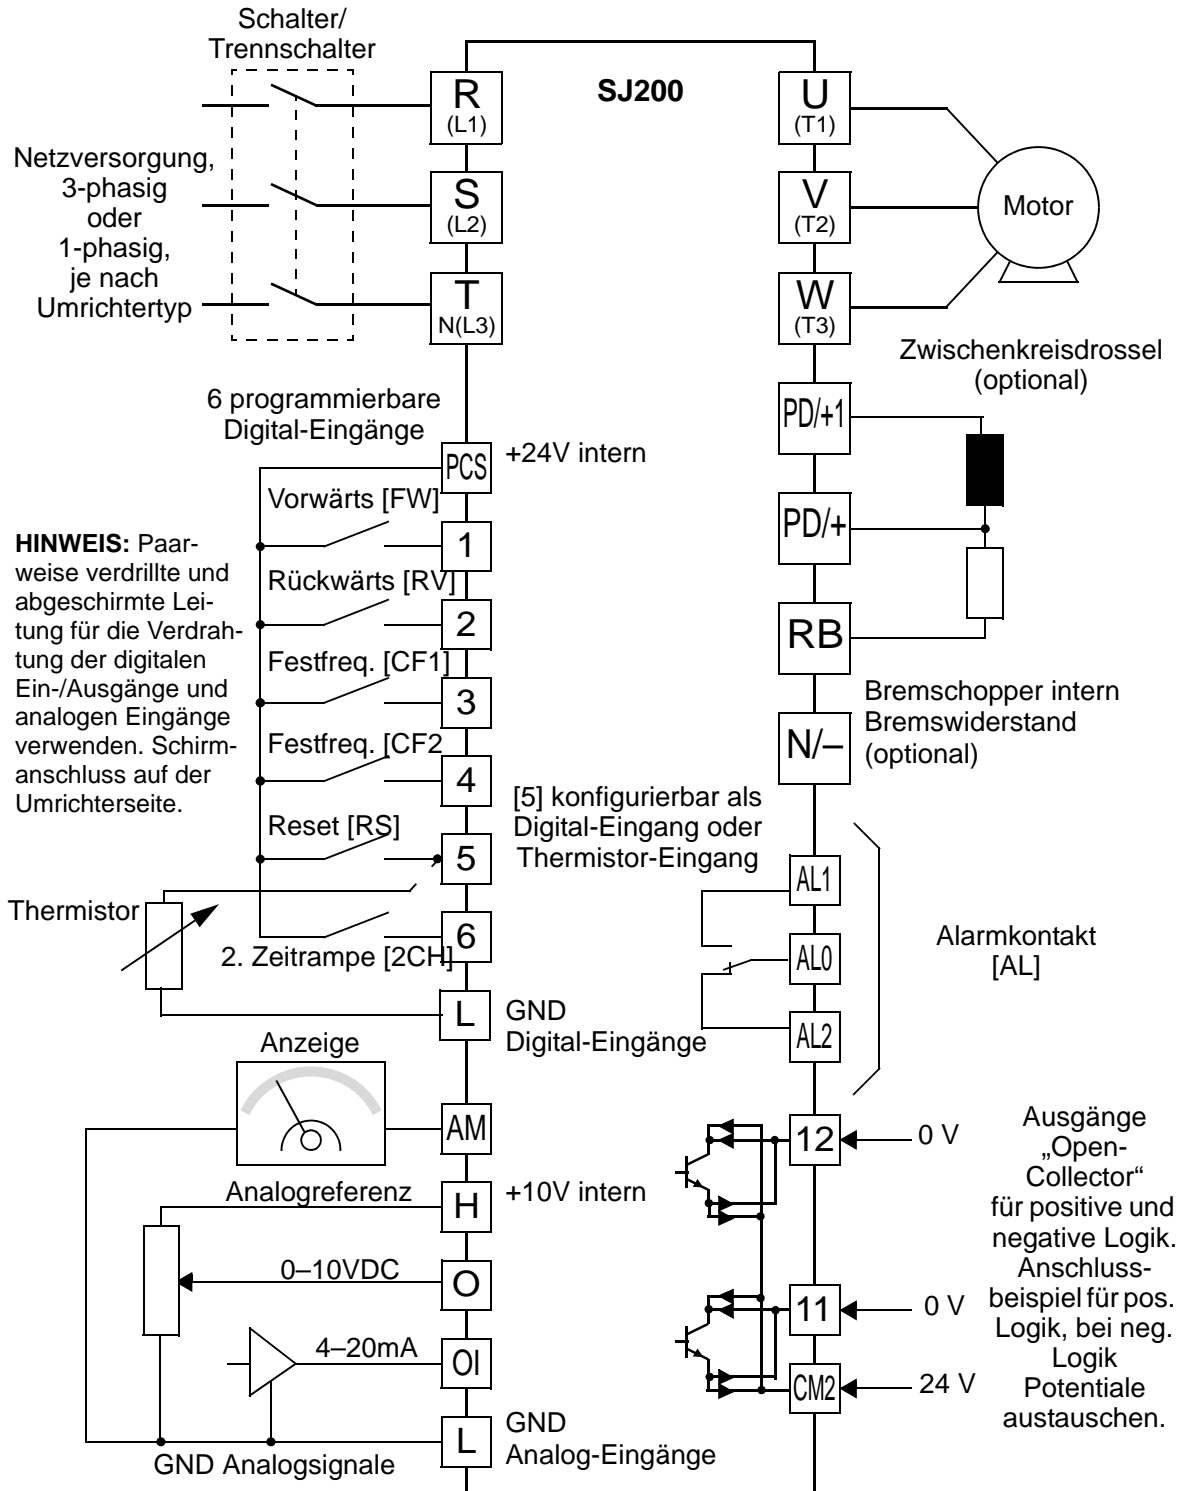 Schalter/
Trennschalter
SJ200
R
(L1)
U
(T1)
Netzversorgung,
3-phasig
oder
1-phasig,
je nach
Umrichtertyp
S
(L2)
V
(T2)
Motor
T
N(L3)
W
(T3)
Zwischenkreisdrossel
(optional)
6 programmierbare
Digital-Eingänge
PD/+1
PCS
+24V intern
Vorwärts [FW]
1
PD/+
HINWEIS: Paar-
weise verdrillte und
abgeschirmte Lei-
tung für die Verdrah-
tung der digitalen
Ein-/Ausgänge und
analogen Eingänge
verwenden. Schirm-
anschluss auf der
Umrichterseite.
Rückwärts [RV]
2
RB
Festfreq. [CF1]
3
Bremschopper intern
Bremswiderstand
(optional)
N/–
Festfreq. [CF2
4
[5] konfigurierbar als
Digital-Eingang oder
Thermistor-Eingang
Reset [RS]
5
AL1
Thermistor
6
2. Zeitrampe [2CH]
AL0
Alarmkontakt
[AL]
L
GND
Digital-Eingänge
AL2
Anzeige
AM
12
0 V
Ausgänge
„Open-
Collector“
für positive und
negative Logik.
Anschluss-
beispiel für pos.
Logik, bei neg.
Logik
Potentiale
austauschen.
Analogreferenz
H
+10V intern
0–10VDC
O
11
0 V
4–20mA
OI
CM2
24 V
L
GND
Analog-Eingänge
GND Analogsignale